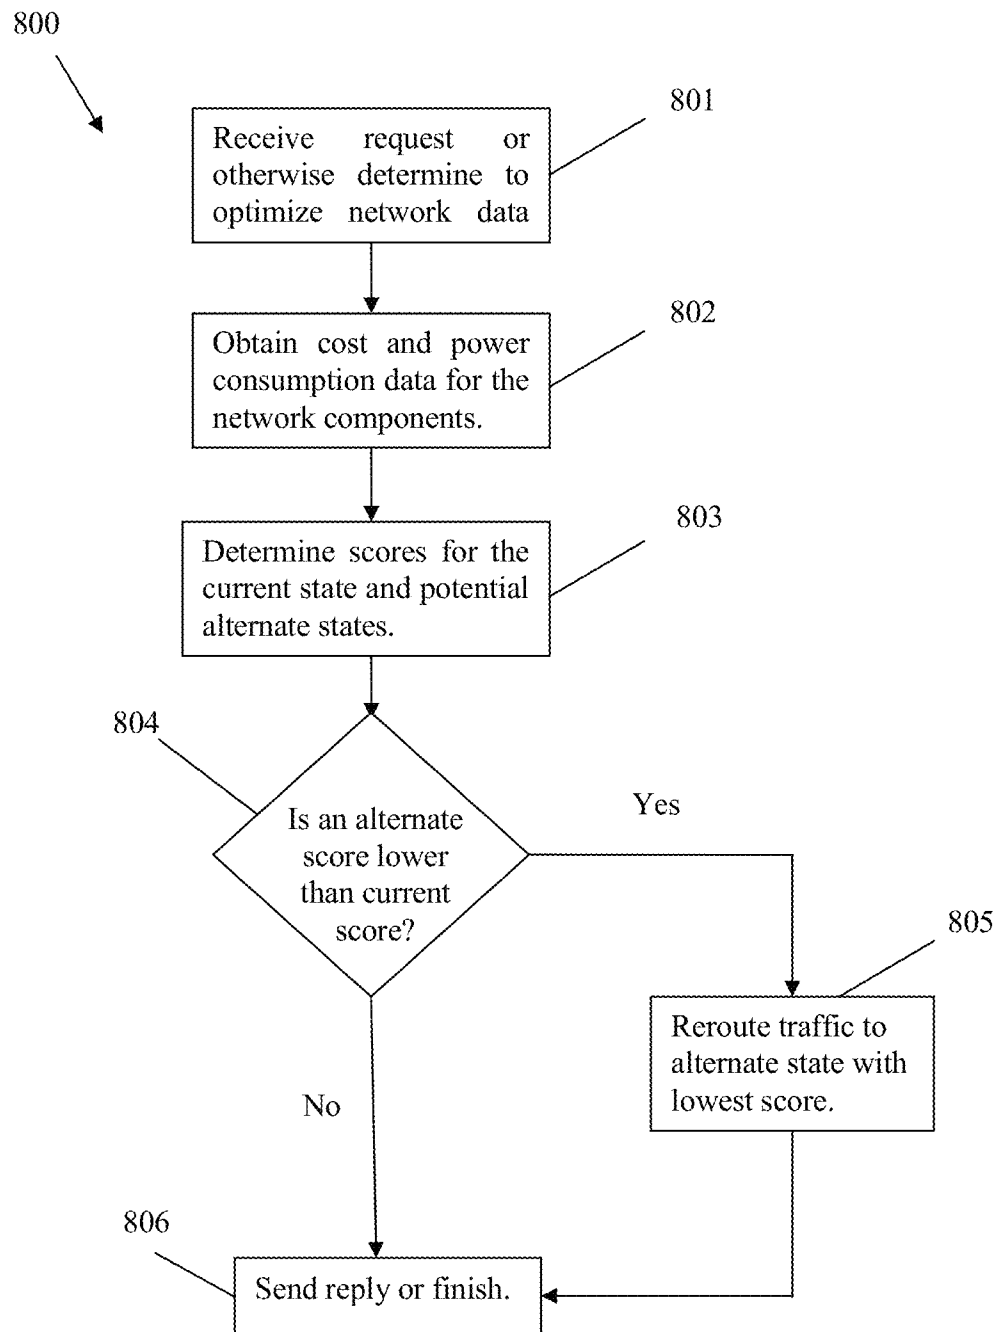 800
801
Receive request or
otherwise determine to
optimize network data
802
Obtain cost and power
consumption data for the
network components.
803
Determine scores for the
current state and potential
alternate states.
804
Is an alternate
score lower
than current
score?
Yes
805
Reroute traffic to
alternate state with
lowest score.
No
806
Send reply or finish.